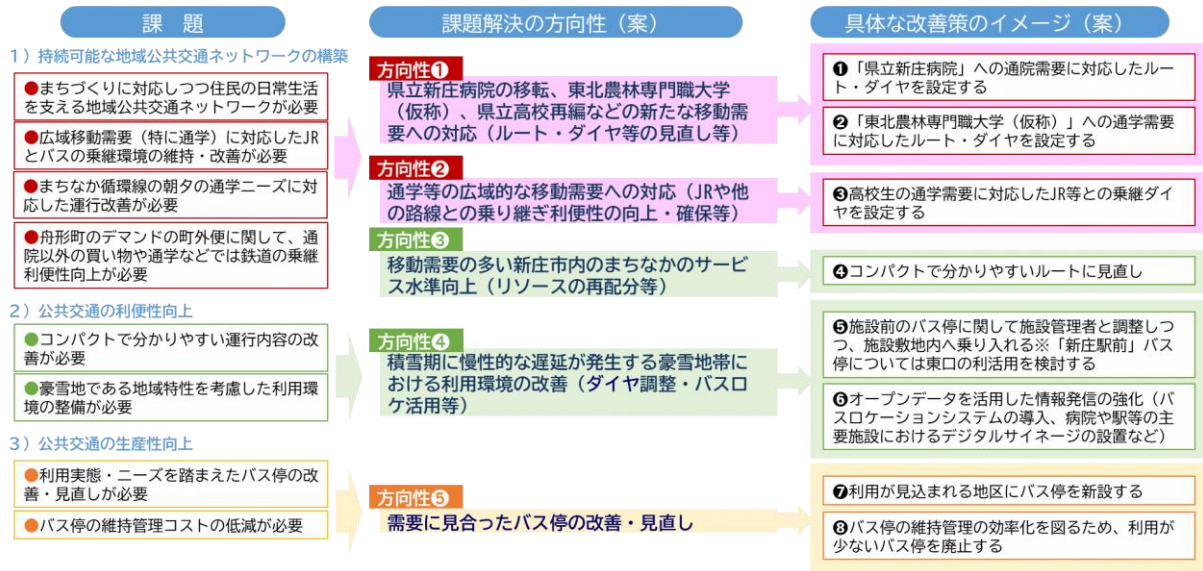 課 題
1）持続可能な地域公共交通ネットワークの構築
●まちづくりに対応しつつ住民の日常生活
を支える地域公共交通ネットワークが必要
●広域移動需要（特に通学）に対応したJR
とバスの乗継環境の維持・改善が必要
●まちなか循環線の朝夕の通学ニーズに対
応した運行改善が必要
●舟形町のデマンドの町外便に関して、通
院以外の買い物や通学などでは鉄道の乗継
利便性向上が必要
2）公共交通の利便性向上
●コンパクトで分かりやすい運行内容の改
善が必要
●豪雪地である地域特性を考慮した利用環
境の整備が必要
3）公共交通の生産性向上
●利用実態・ニーズを踏まえたバス停の改
善・見直しが必要
●バス停の維持管理コストの低減が必要
課題解決の方向性（案）
方向性❶
県立新庄病院の移転、東北農林専門職大学
（仮称）、県立高校再編などの新たな移動需
要への対応（ルート・ダイヤ等の見直し等）
方向性❷
通学等の広域的な移動需要への対応（JRや他
の路線との乗り継ぎ利便性の向上・確保等）
方向性❸
移動需要の多い新庄市内のまちなかのサービ
ス水準向上（リソースの再配分等）
方向性❹
積雪期に慢性的な遅延が発生する豪雪地帯に
おける利用環境の改善（ダイヤ調整・バスロ
ケ活用等）
方向性❺
需要に見合ったバス停の改善・見直し
具体な改善策のイメージ（案）
❶「県立新庄病院」への通院需要に対応したルー
ト・ダイヤを設定する
❷「東北農林専門職大学（仮称）」への通学需要
に対応したルート・ダイヤを設定する
❸高校生の通学需要に対応したJR等との乗継ダイ
ヤを設定する
❹コンパクトで分かりやすいルートに見直し
❺施設前のバス停に関して施設管理者と調整しつ
つ、施設敷地内へ乗り入れる※「新庄駅前」バス
停については東口の利活用を検討する
❻オープンデータを活用した情報発信の強化（バ
スロケーションシステムの導入、病院や駅等の主
要施設におけるデジタルサイネージの設置など）
❼利用が見込まれる地区にバス停を新設する
❽バス停の維持管理の効率化を図るため、利用が
少ないバス停を廃止する